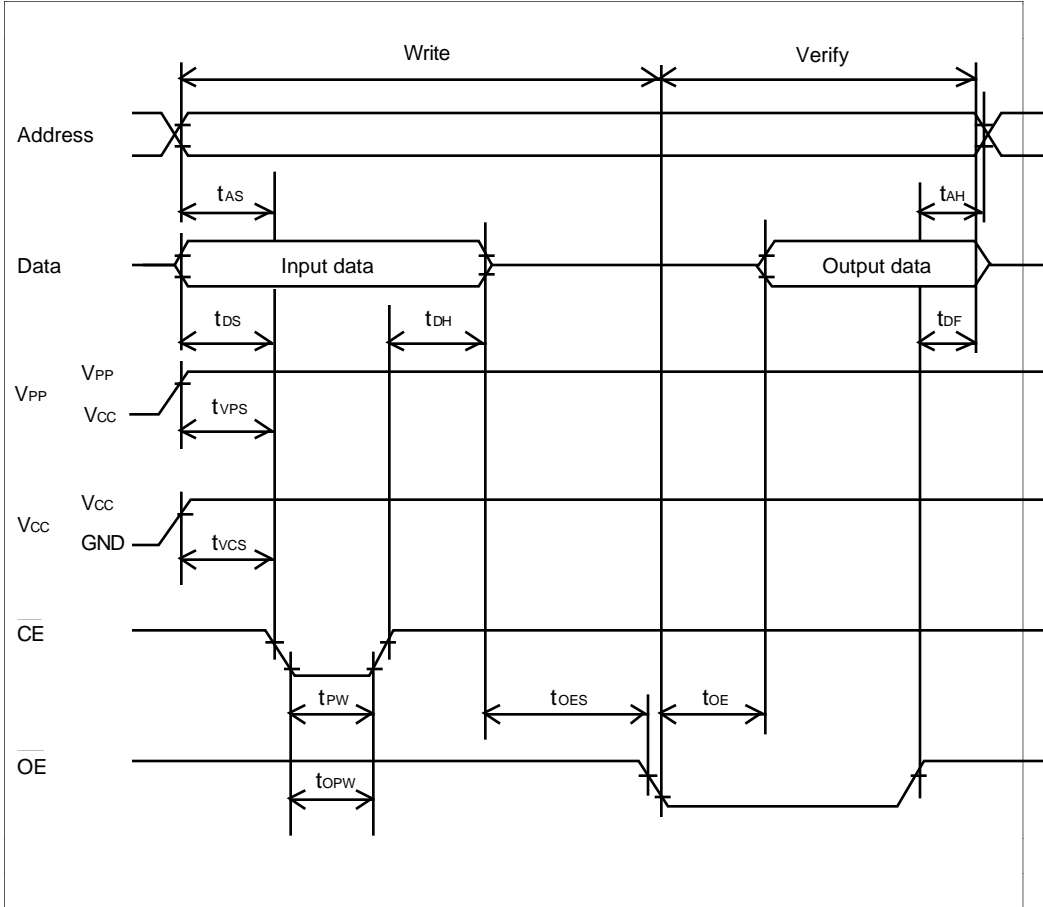 Write Verify
Address
tAS tAH
Data Input data Output data
tDS tDH tDF
VPP VPP
VCC tVPS
VCC VCC
GND tVCS
CE
tPW tOES tOE
OE
tOPW